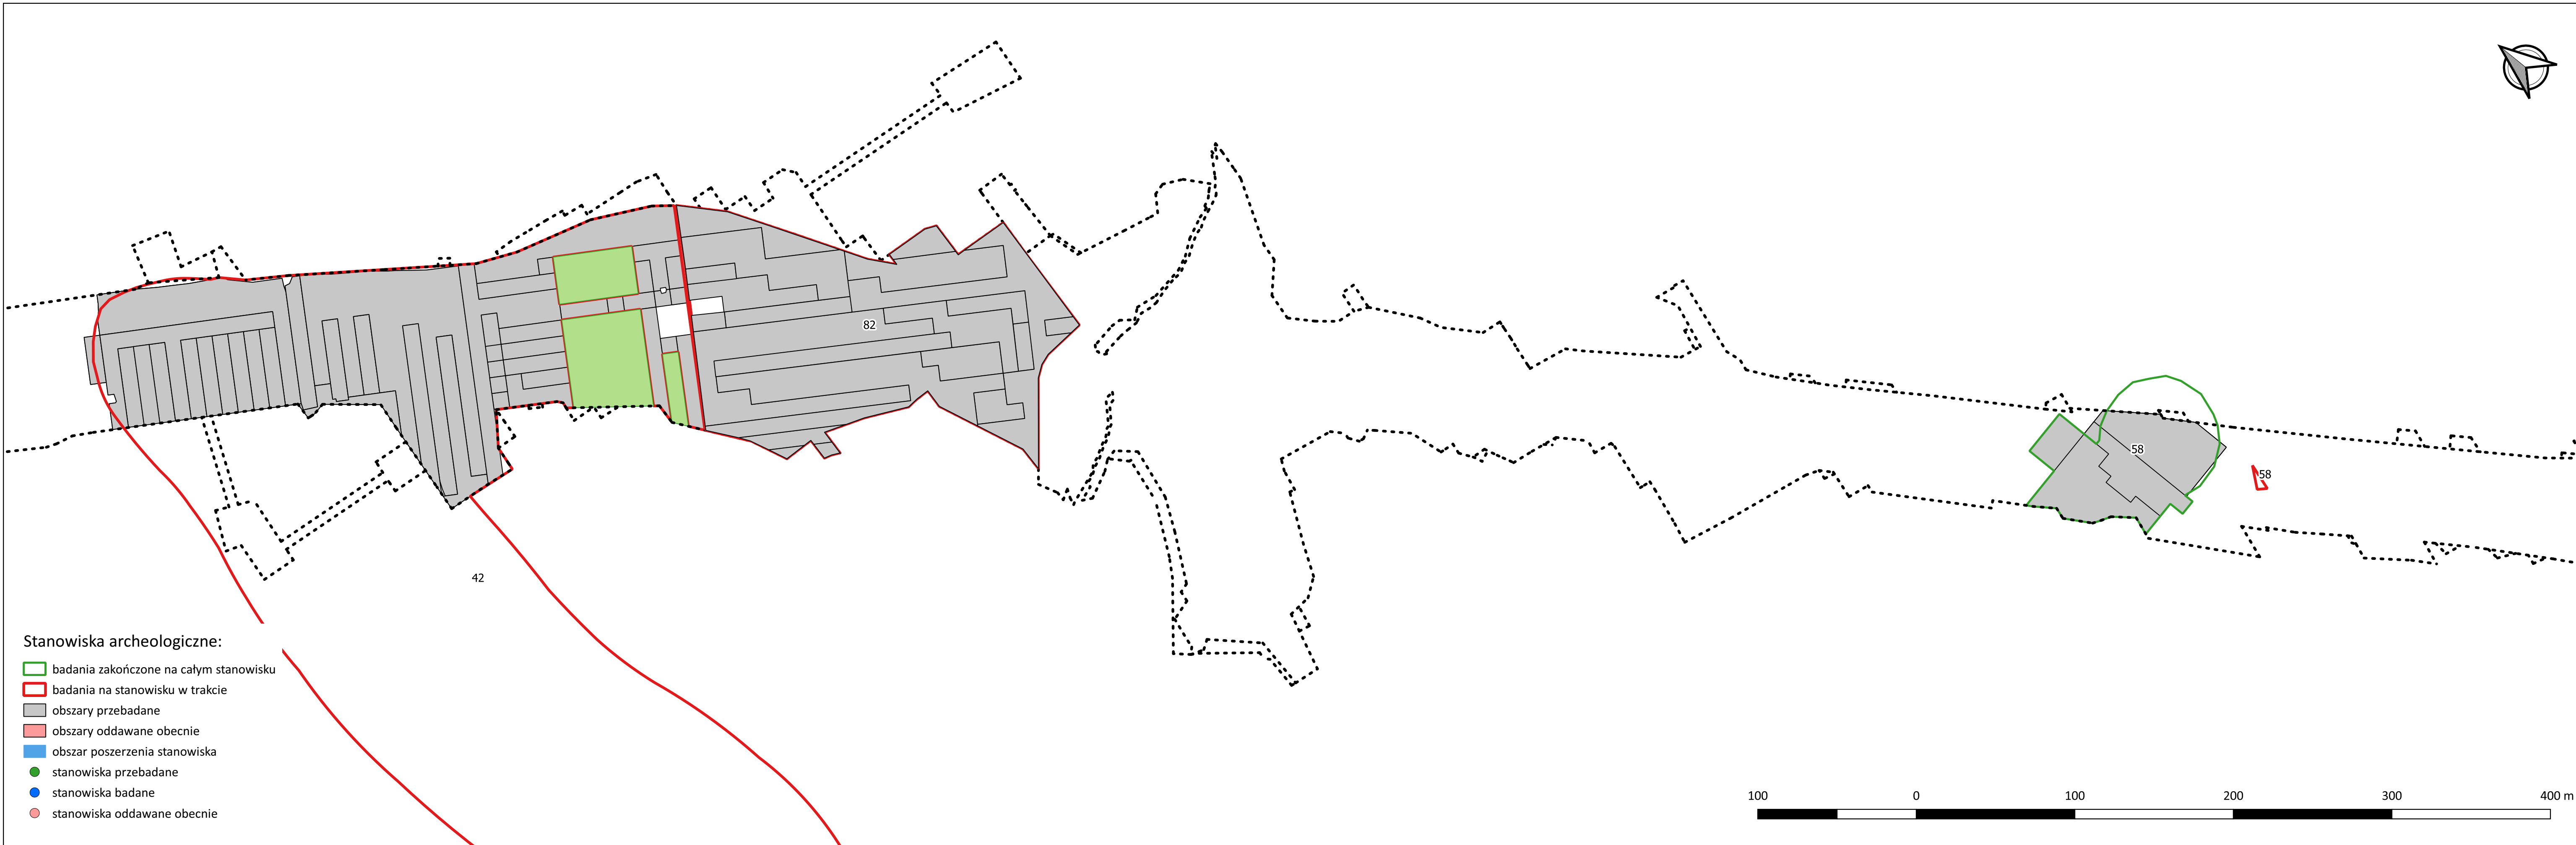 82
58
58
42
Stanowiska archeologiczne:
badania zakończone na całym stanowisku
badania na stanowisku w trakcie
obszary przebadane
obszary oddawane obecnie
obszar poszerzenia stanowiska
stanowiska przebadane
stanowiska badane
stanowiska oddawane obecnie
100 0 100 200 300 400 m